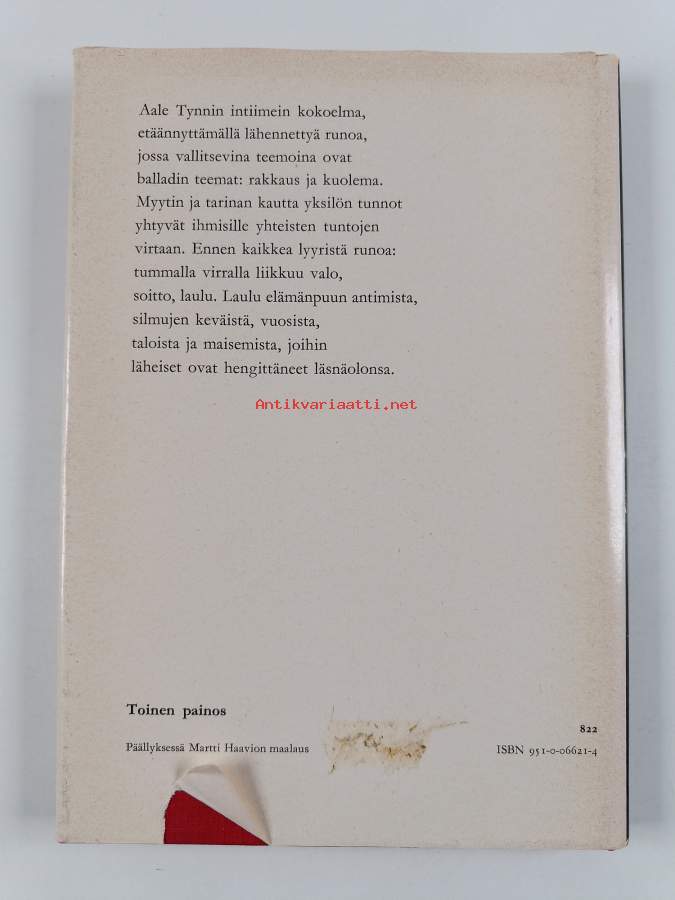 Aale Tynnin intiimein kokoelma,
etäännyttämällä lähennettyä runoa,
jossa vallitsevina teemoina ovat
balladin teemat: rakkaus ja kuolema.
Myytin ja tarinan kautta yksilön tunnot
yhtyvät ihmisille yhteisten tuntojen
virtaan. Ennen kaikkea lyyristä runoa:
tummalla virralla liikkuu valo,
soitto, laulu. Laulu elämänpuun antimista,
silmujen keväistä, vuosista,
taloista ja maisemista, joihin
läheiset ovat hengittäneet läsnäolonsa.
Antikvariaatti.net
Toinen painos
822
Päällyksessä Martti Haavion maalaus
ISBN 951-0-06621-4